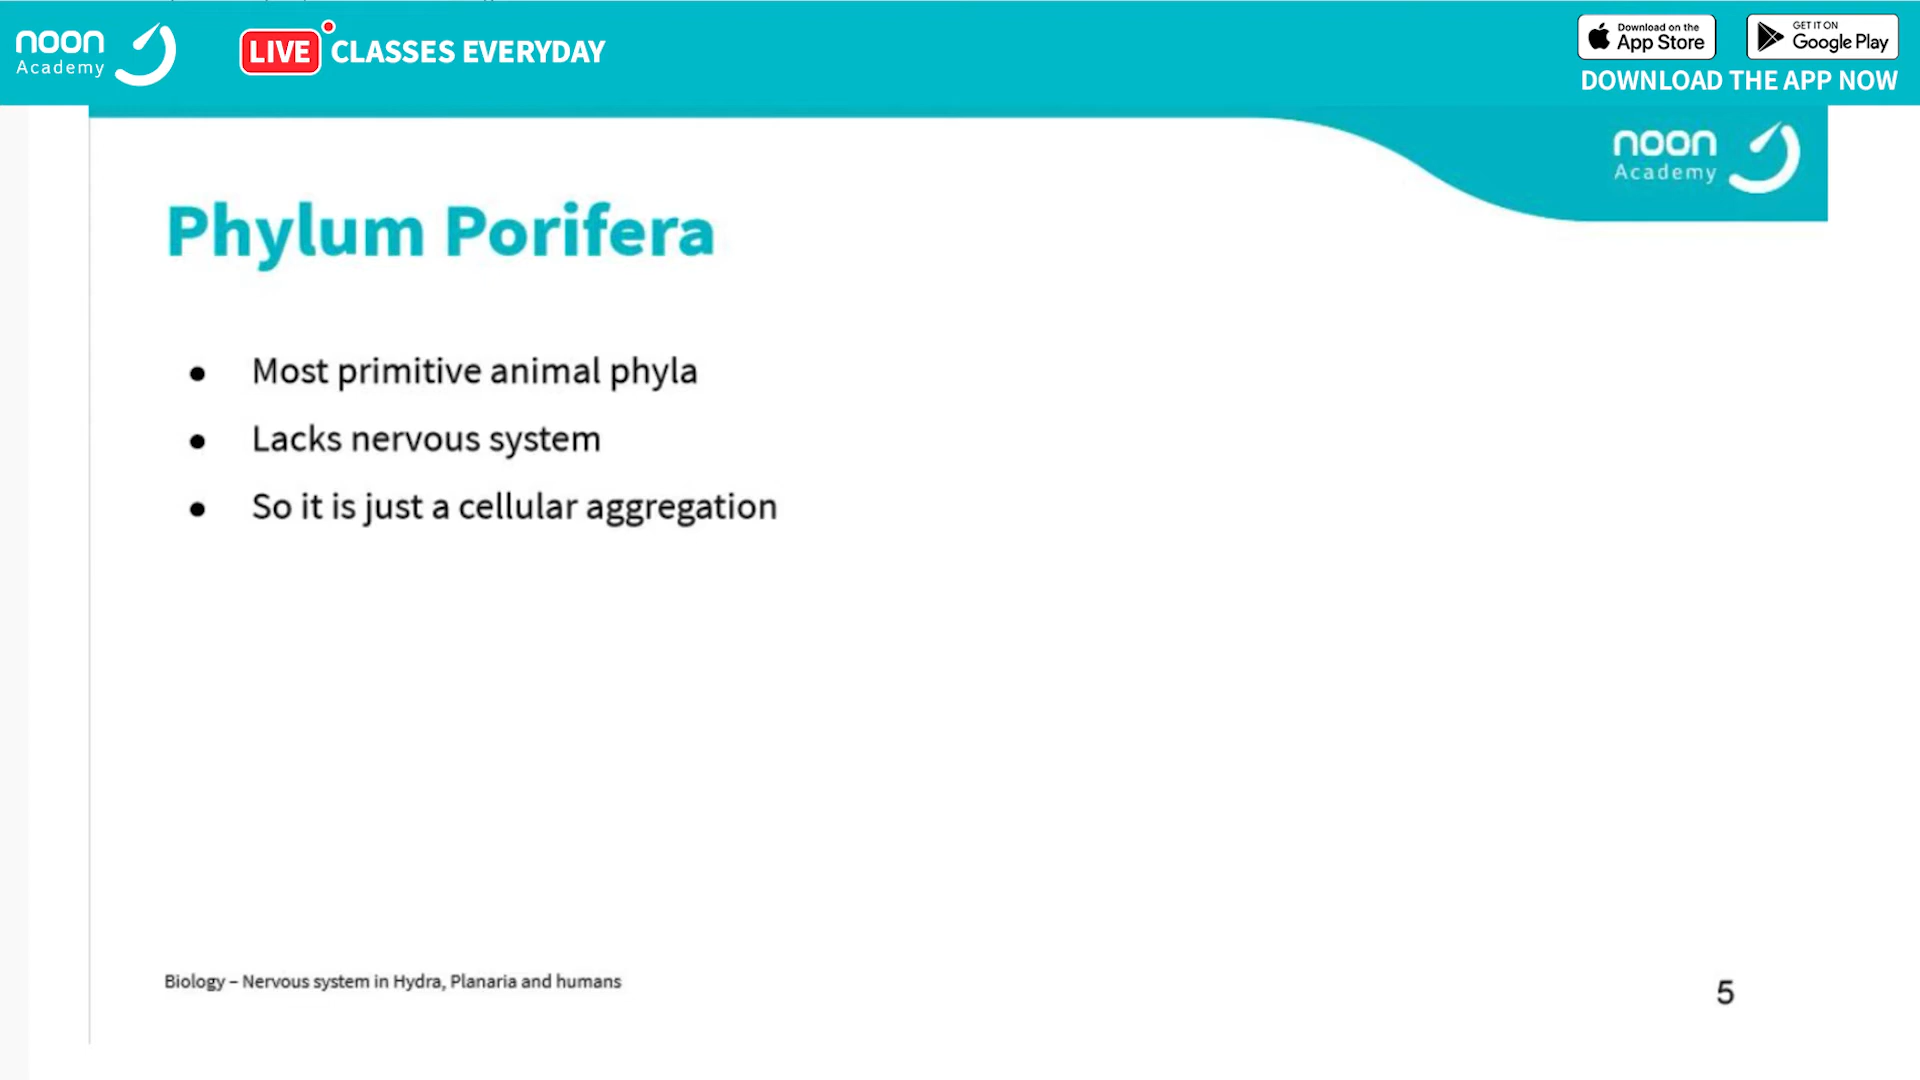 noon
Academy
LIVE CLASSES EVERYDAY
Download on the
App Store
GET IT ON
Google Play
DOWNLOAD THE APP NOW
noon
Academy
Phylum Porifera
● Most primitive animal phyla
● Lacks nervous system
● So it is just a cellular aggregation
Biology – Nervous system in Hydra, Planaria and humans
5